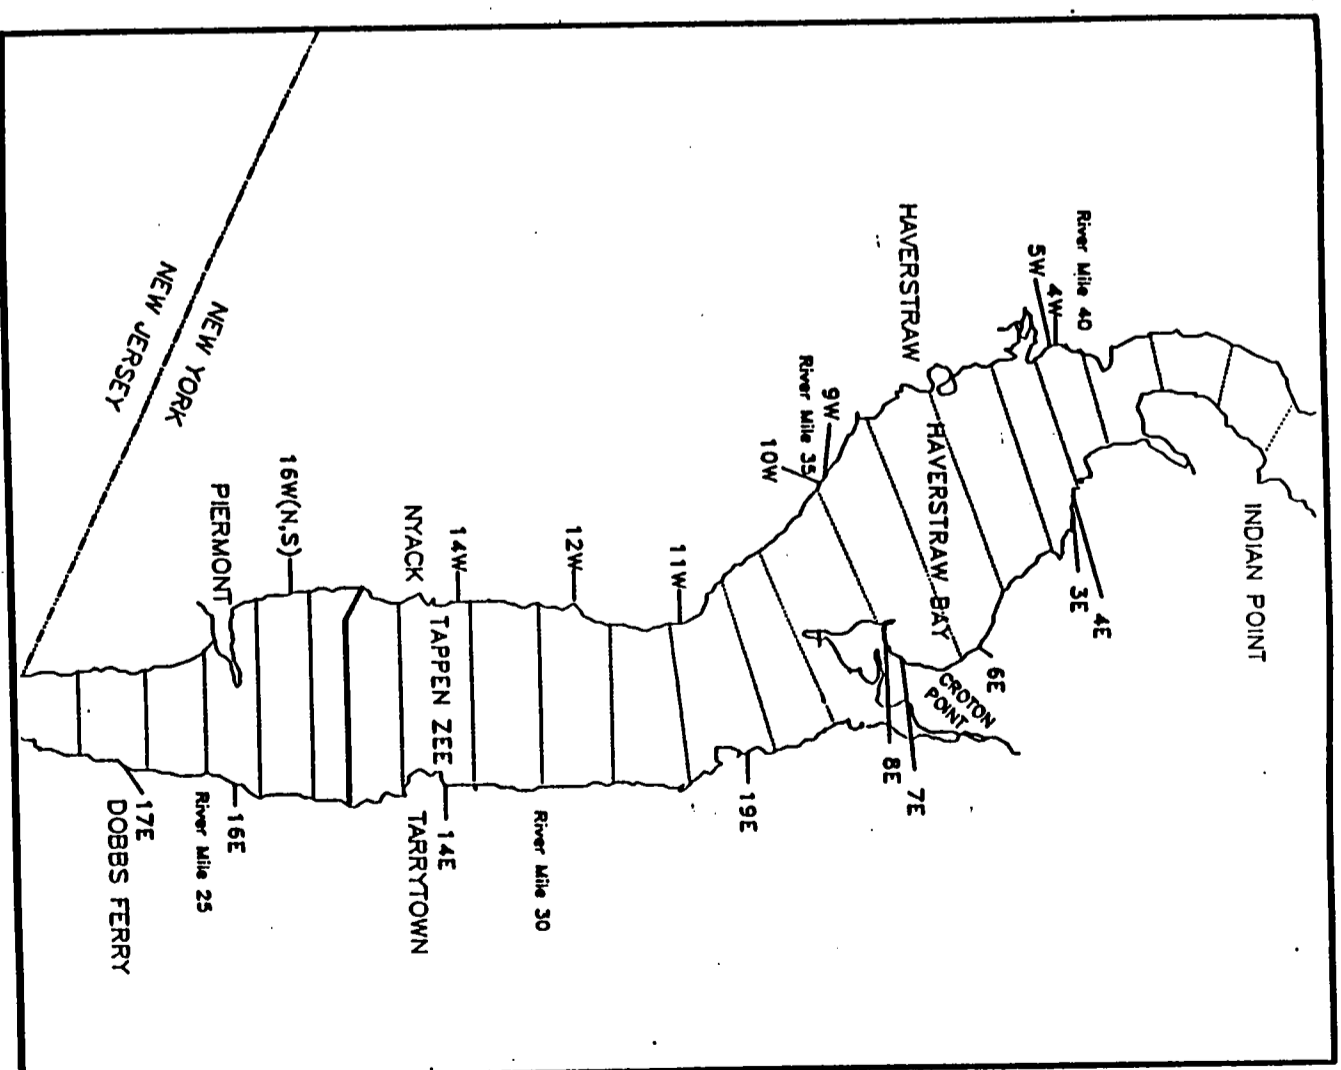 INDIAN POINT
River Mile 40
4W
5W
4E
3E
HAVERSTRAW
HAVERSTRAW BAY
6E
CROTON
POINT
7E
8E
9W
River Mile 35
10W
19E
11W
12W
River Mile 30
14W
TAPPEN ZEE
14E
NYACK
TARRYTOWN
16W(N,S)
16E
PIERMONT
River Mile 25
17E
DOBBS FERRY
NEW YORK
NEW JERSEY